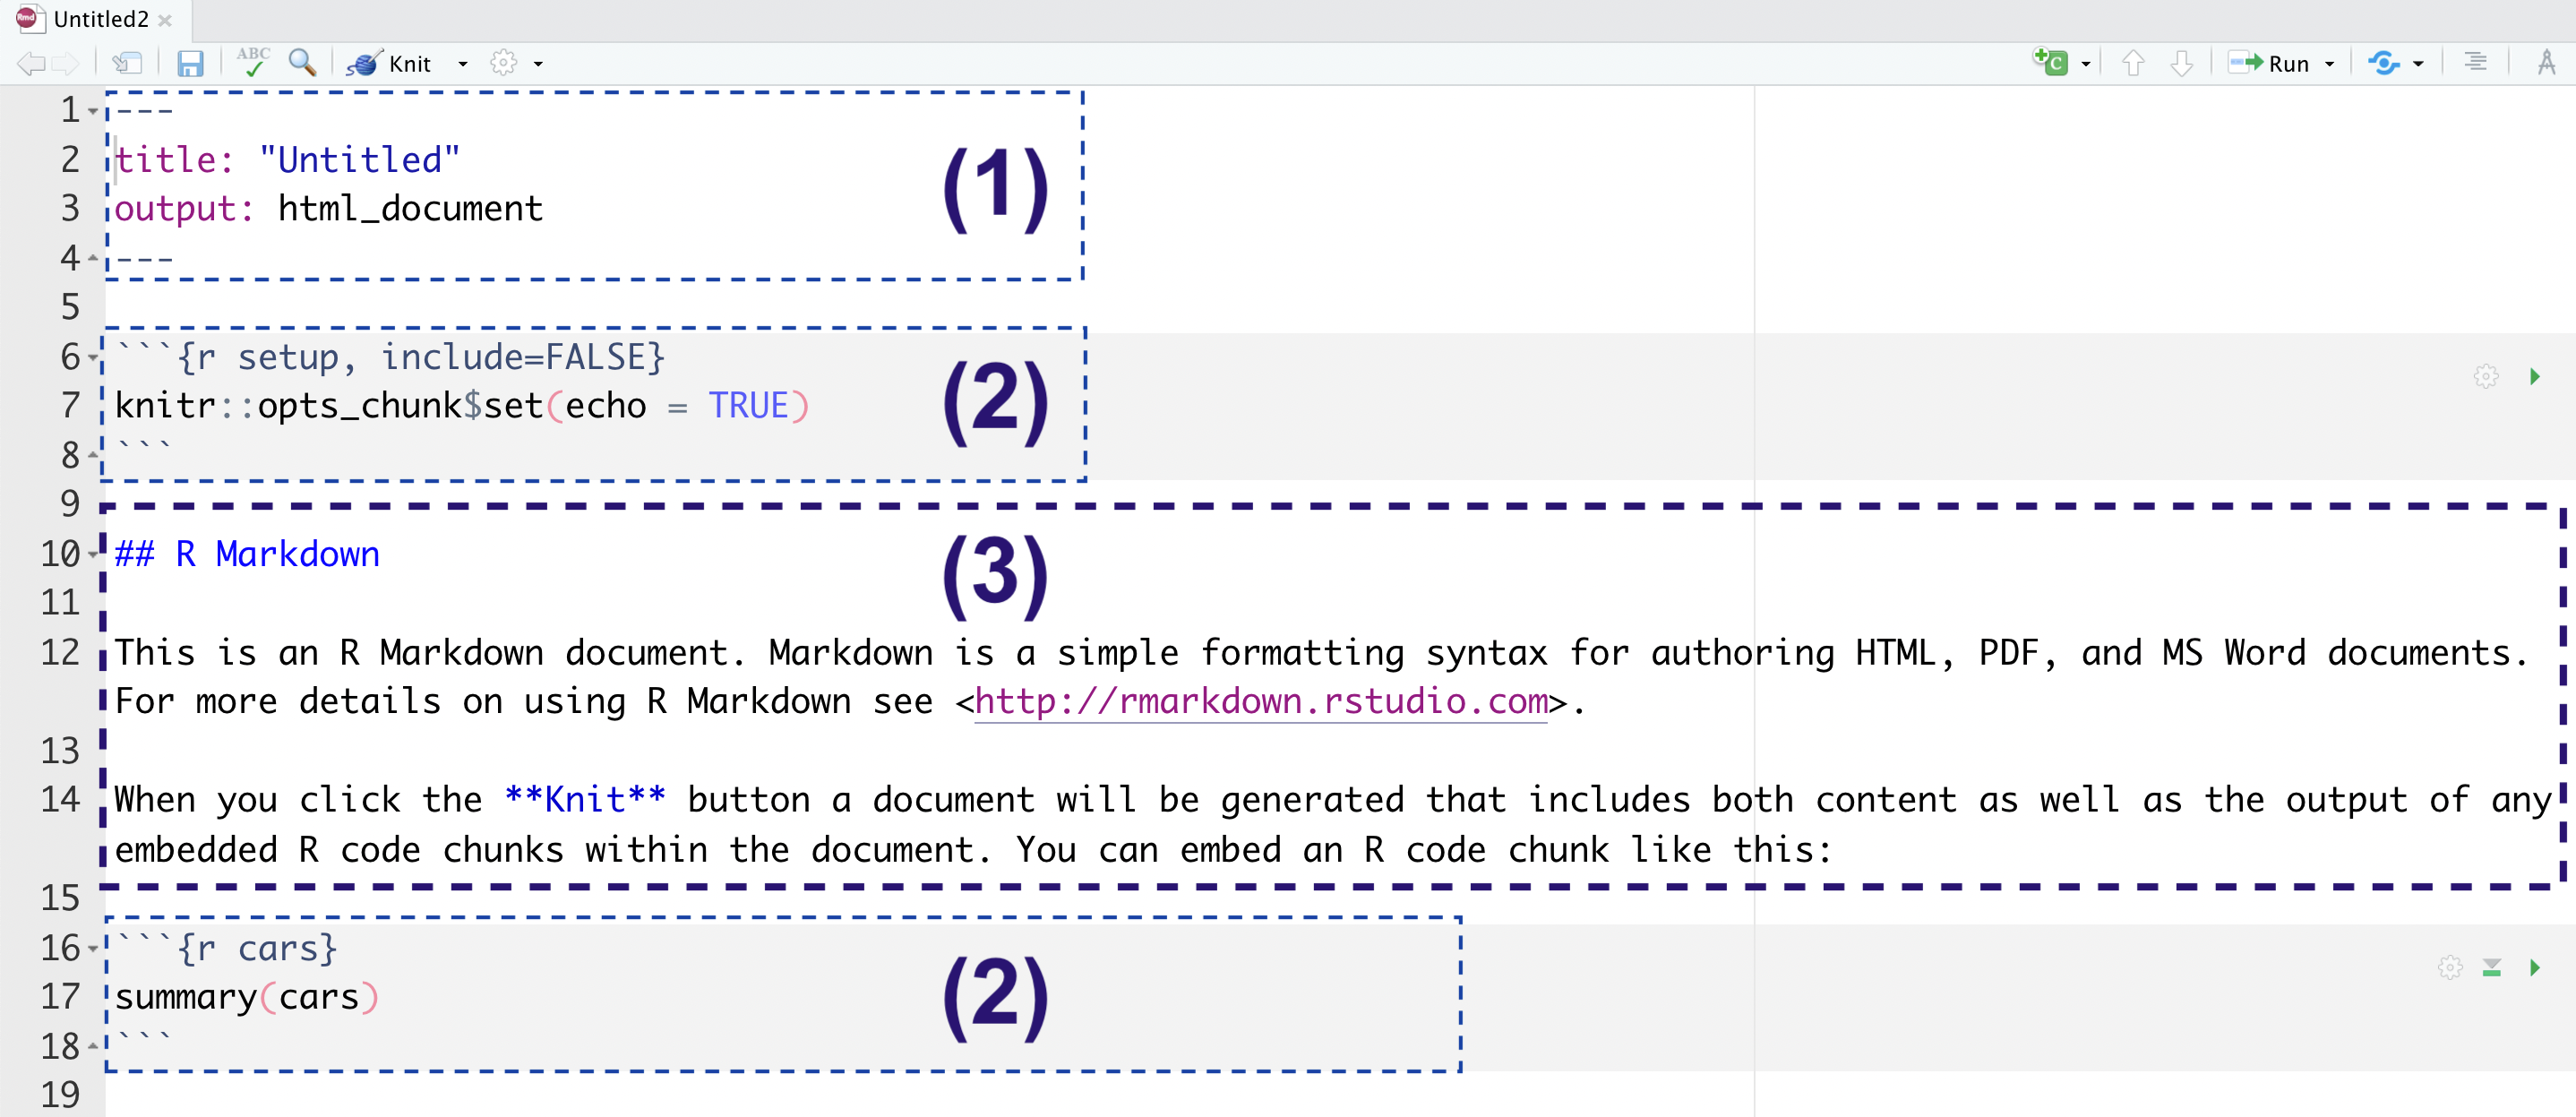 Untitled2
ABC
Knit
Run
1 ---
2 title: "Untitled"
3 output: html_document
4 ---
(1)
5
6 ```{r setup, include=FALSE}
7 knitr::opts_chunk$set(echo = TRUE)
8 ```
(2)
9
10 ## R Markdown
(3)
11
12 This is an R Markdown document. Markdown is a simple formatting syntax for authoring HTML, PDF, and MS Word documents.
For more details on using R Markdown see <http://rmarkdown.rstudio.com>.
13
14 When you click the **Knit** button a document will be generated that includes both content as well as the output of any
embedded R code chunks within the document. You can embed an R code chunk like this:
15
16 ```{r cars}
17 summary(cars)
18 ```
(2)
19